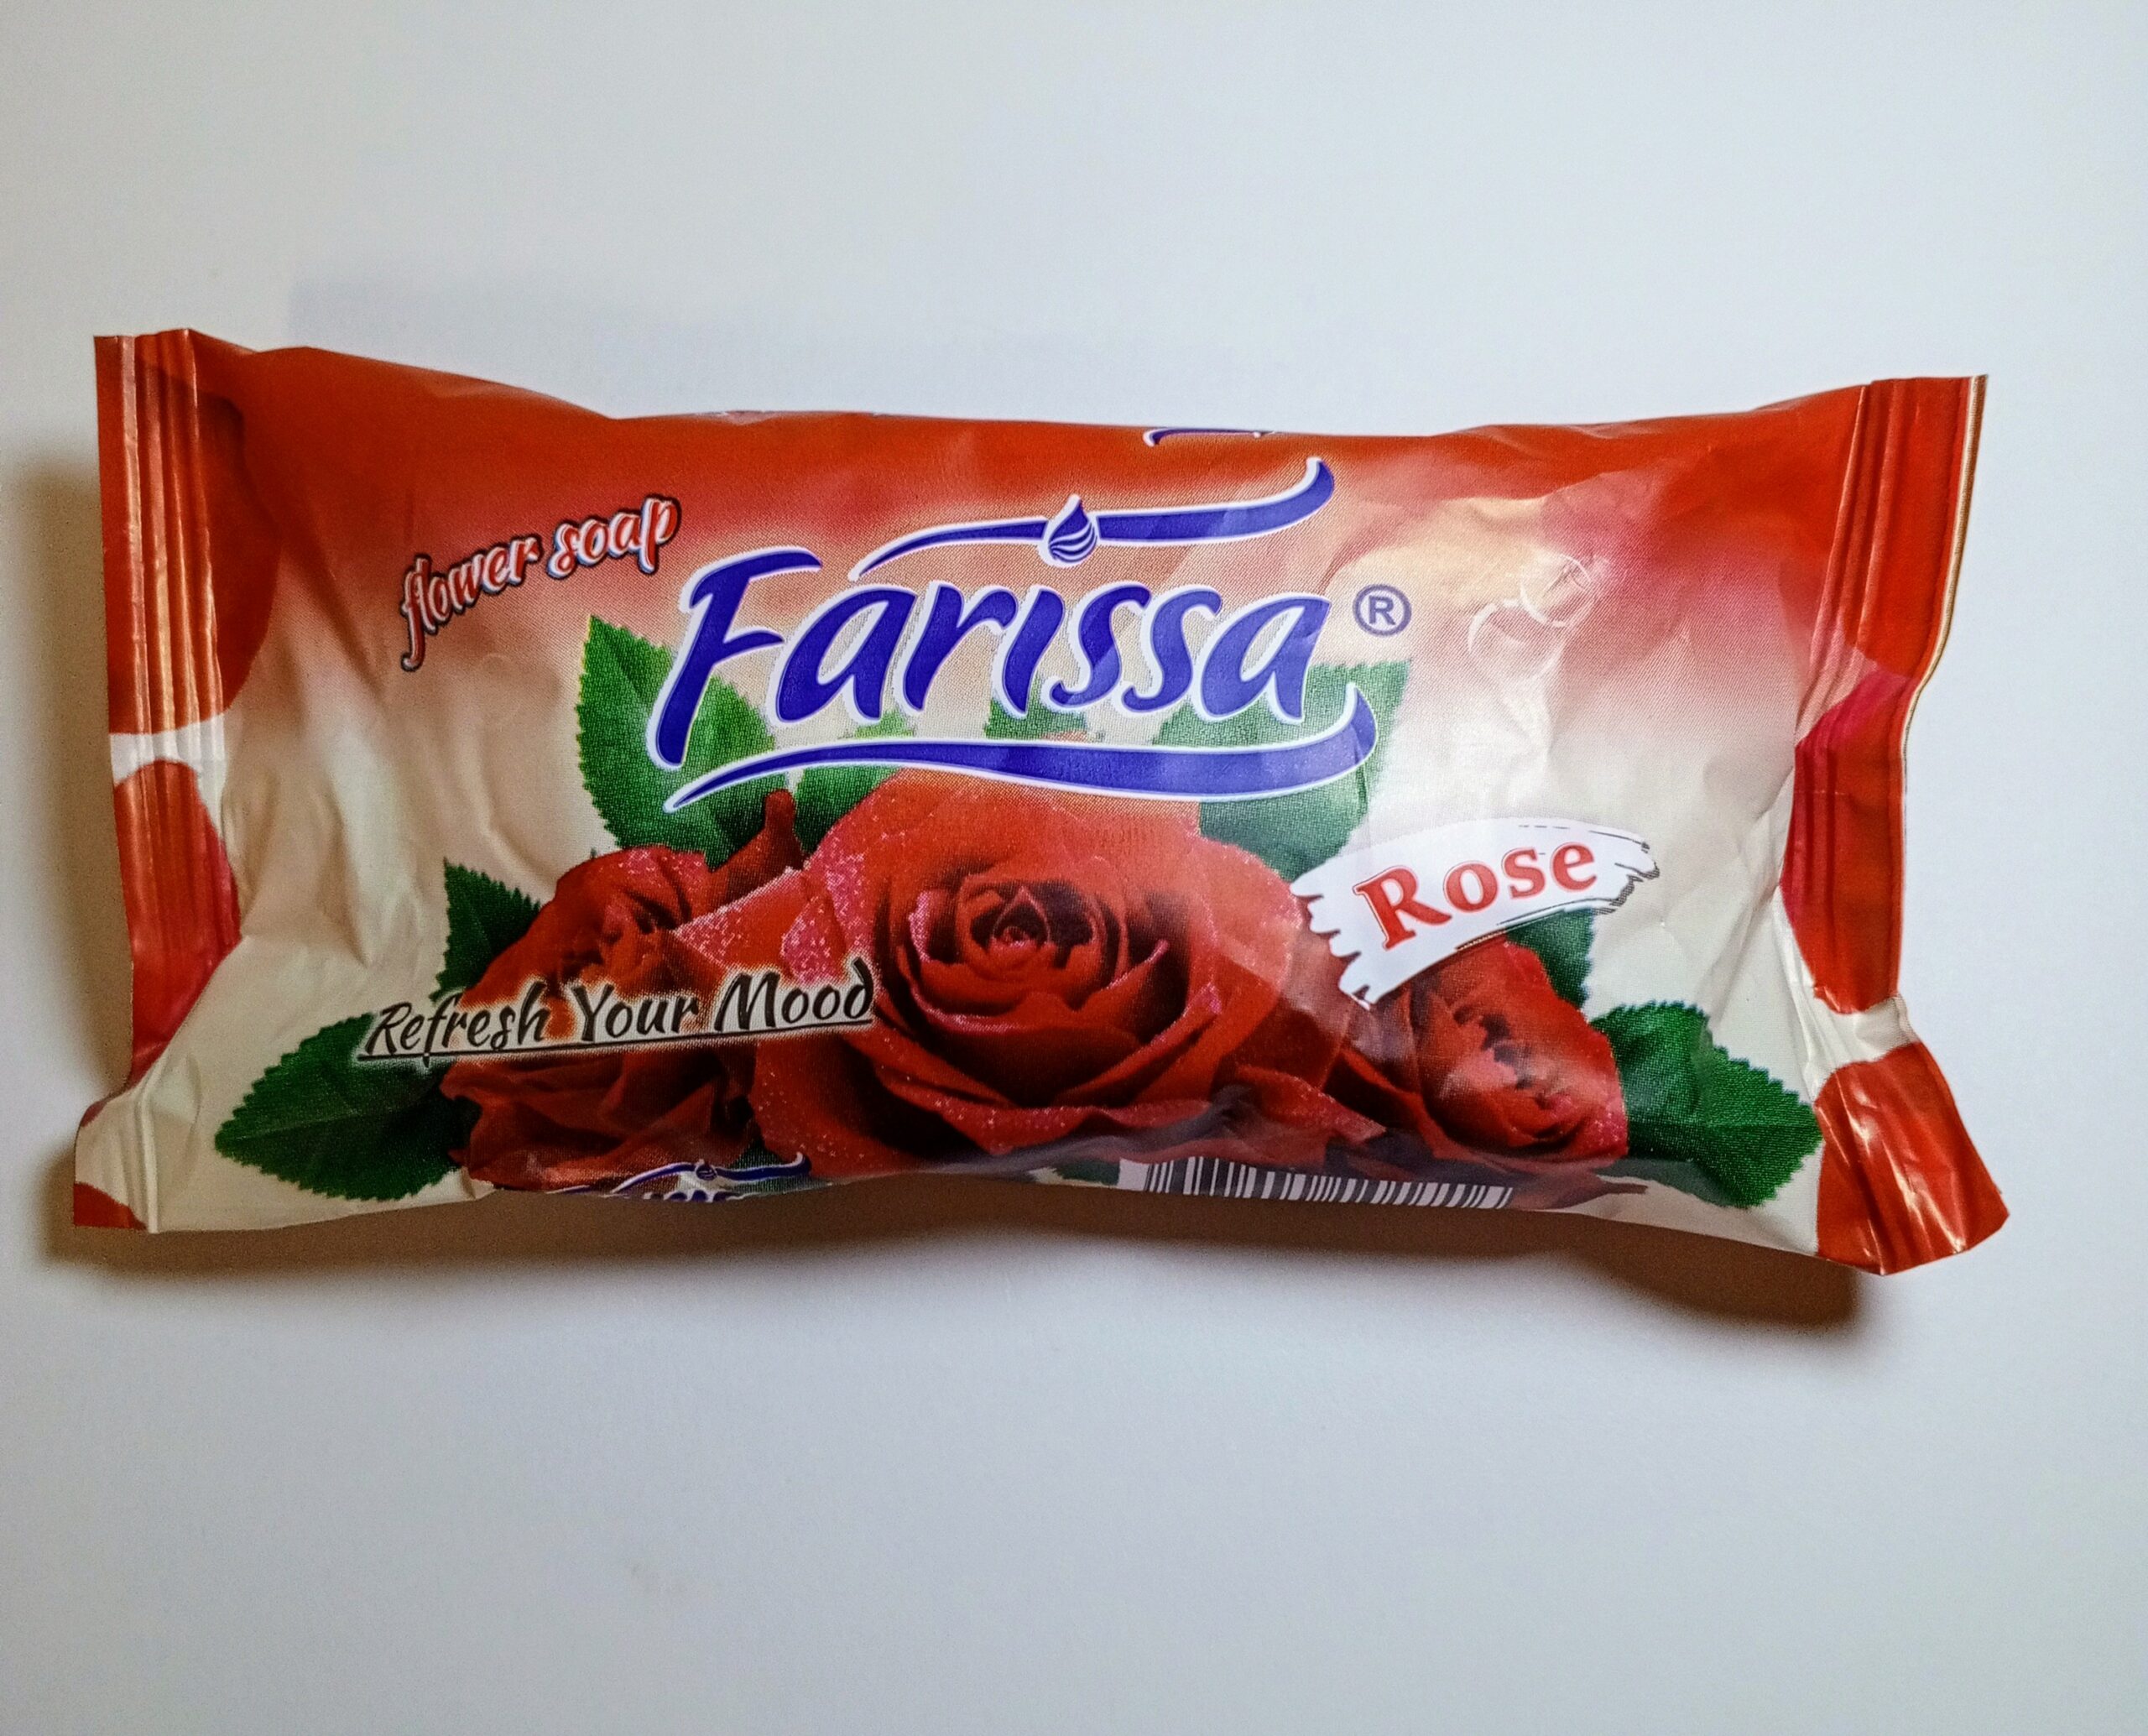 flower soap
Farissa®
Rose
Refresh Your Mood